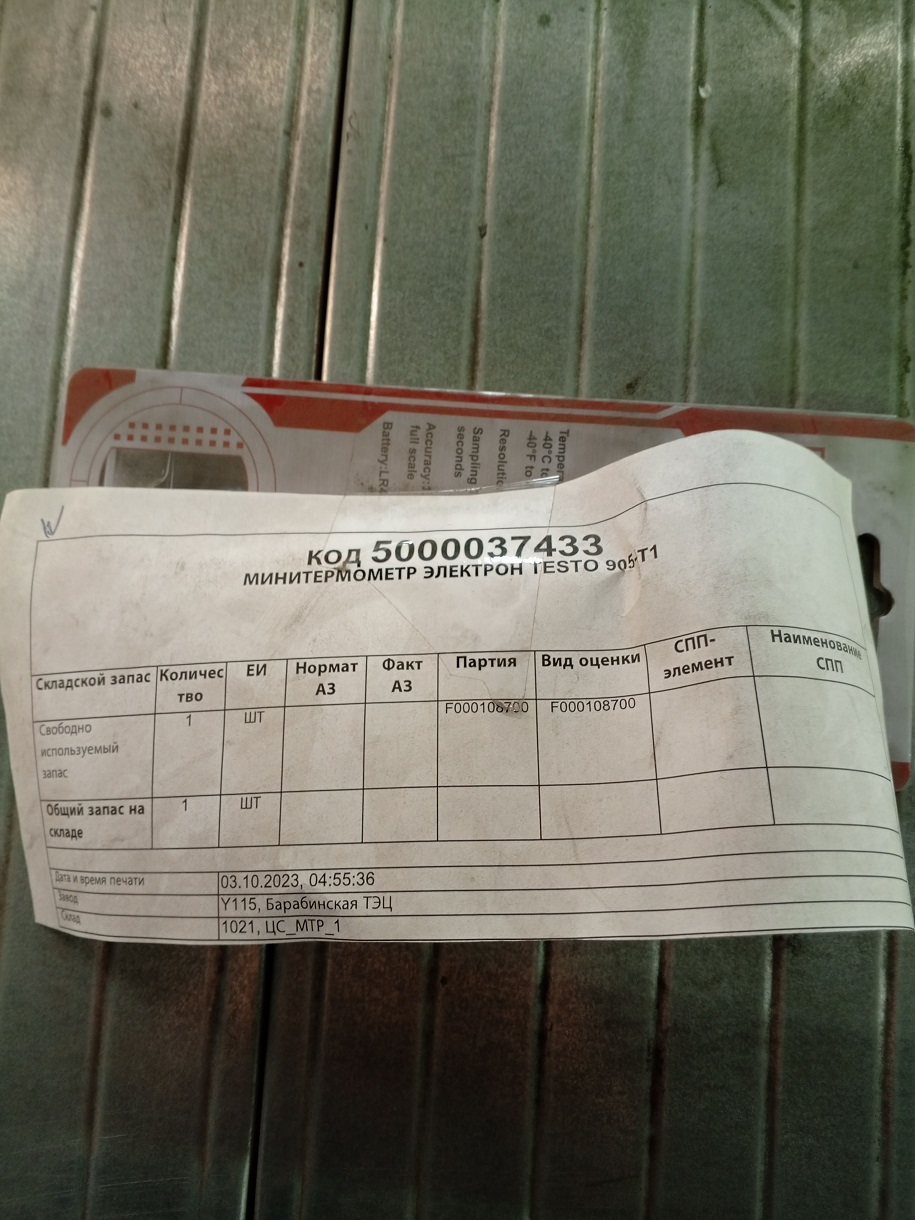 Temper
-40°C to
-40°F to
Resolutio
Sampling
seconds
Accuracy:
full scale
Battery:LR
КОД 5000037433
МИНИТЕРМОМЕТР ЭЛЕКТРОН TESTO 905-T1
Складской запас Количес ЕИ Нормат Факт Партия Вид оценки СПП- Наименование
тво АЗ АЗ элемент СПП
Свободно 1 ШТ F000108700 F000108700
используемый
запас
Общий запас на 1 ШТ
складе
Дата и время печати 03.10.2023, 04:55:36
Завод Y115, Барабинская ТЭЦ
Склад 1021, ЦС_МТР_1